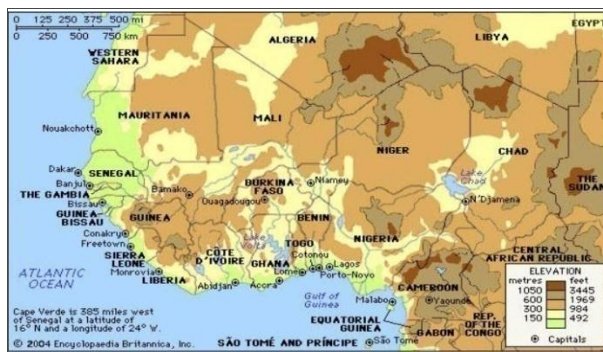 0 125 250 375 500 mi
0 250 500 750 km
ALGERIA
LIBYA
EGYPT
WESTERN
SAHARA
MAURITANIA
MALI
NIGER
CHAD
Nouakchott
Lake
Chad
THE
SUDAN
Dakar
SENEGAL
Banjul
THE GAMBIA
Bissau
GUINEA-
BISSAU
Bamako
BURKINA
FASO
Niamey
Ouagadougou
N'Djamena
GUINEA
BENIN
NIGERIA
Conakry
Freetown
SIERRA
LEONE
CÔTE
D'IVOIRE
Lake
Volta
GHANA
TOGO
Cotonou
Lagos
Porto-Novo
Lome
CENTRAL
AFRICAN REPUBLIC
ATLANTIC
OCEAN
Monrovia
LIBERIA
Abidjan
Accra
CAMEROON
Yaounde
Gulf of
Guinea
Malabo
EQUATORIAL
GUINEA
GABON
REP.
OF THE
CONGO
SÃO TOMÉ AND PRÍNCIPE
São Tomé
ELEVATION
metres feet
1050 3445
600 1969
300 984
150 492
Capitals
Cape Verde is 385 miles west
of Senegal at a latitude of
16° N and a longitude of 24° W.
© 2004 Encyclopaedia Britannica, Inc.